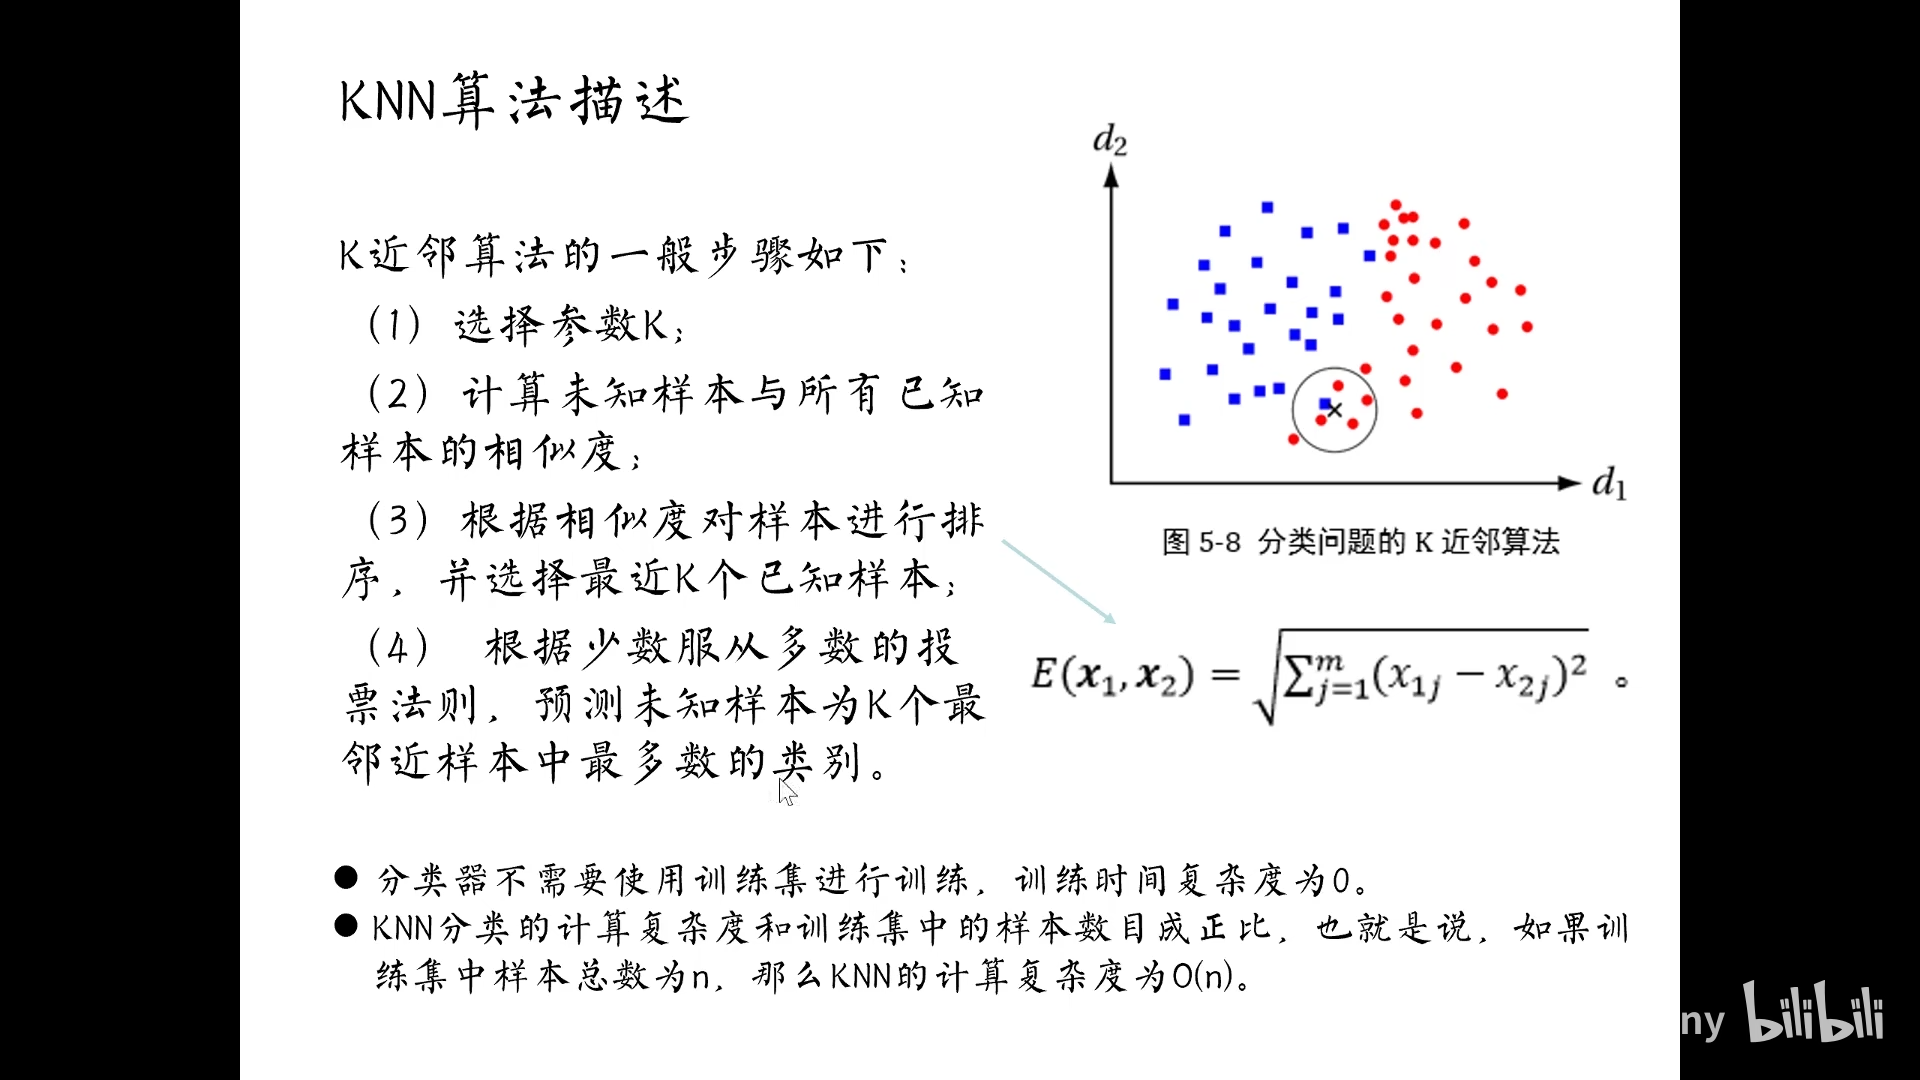 KNN算法描述
K近邻算法的一般步骤如下：
（1）选择参数K；
（2）计算未知样本与所有已知
样本的相似度；
（3）根据相似度对样本进行排
序，并选择最近K个已知样本；
（4） 根据少数服从多数的投
票法则，预测未知样本为K个最
邻近样本中最多数的类别。
d₂
d₁
图 5-8 分类问题的 K 近邻算法
E(x₁, x₂) = √∑ᵐⱼ₌₁(x₁ⱼ − x₂ⱼ)² 。
● 分类器不需要使用训练集进行训练，训练时间复杂度为0。
● KNN分类的计算复杂度和训练集中的样本数目成正比，也就是说，如果训
练集中样本总数为n，那么KNN的计算复杂度为O(n)。
ny bilibili